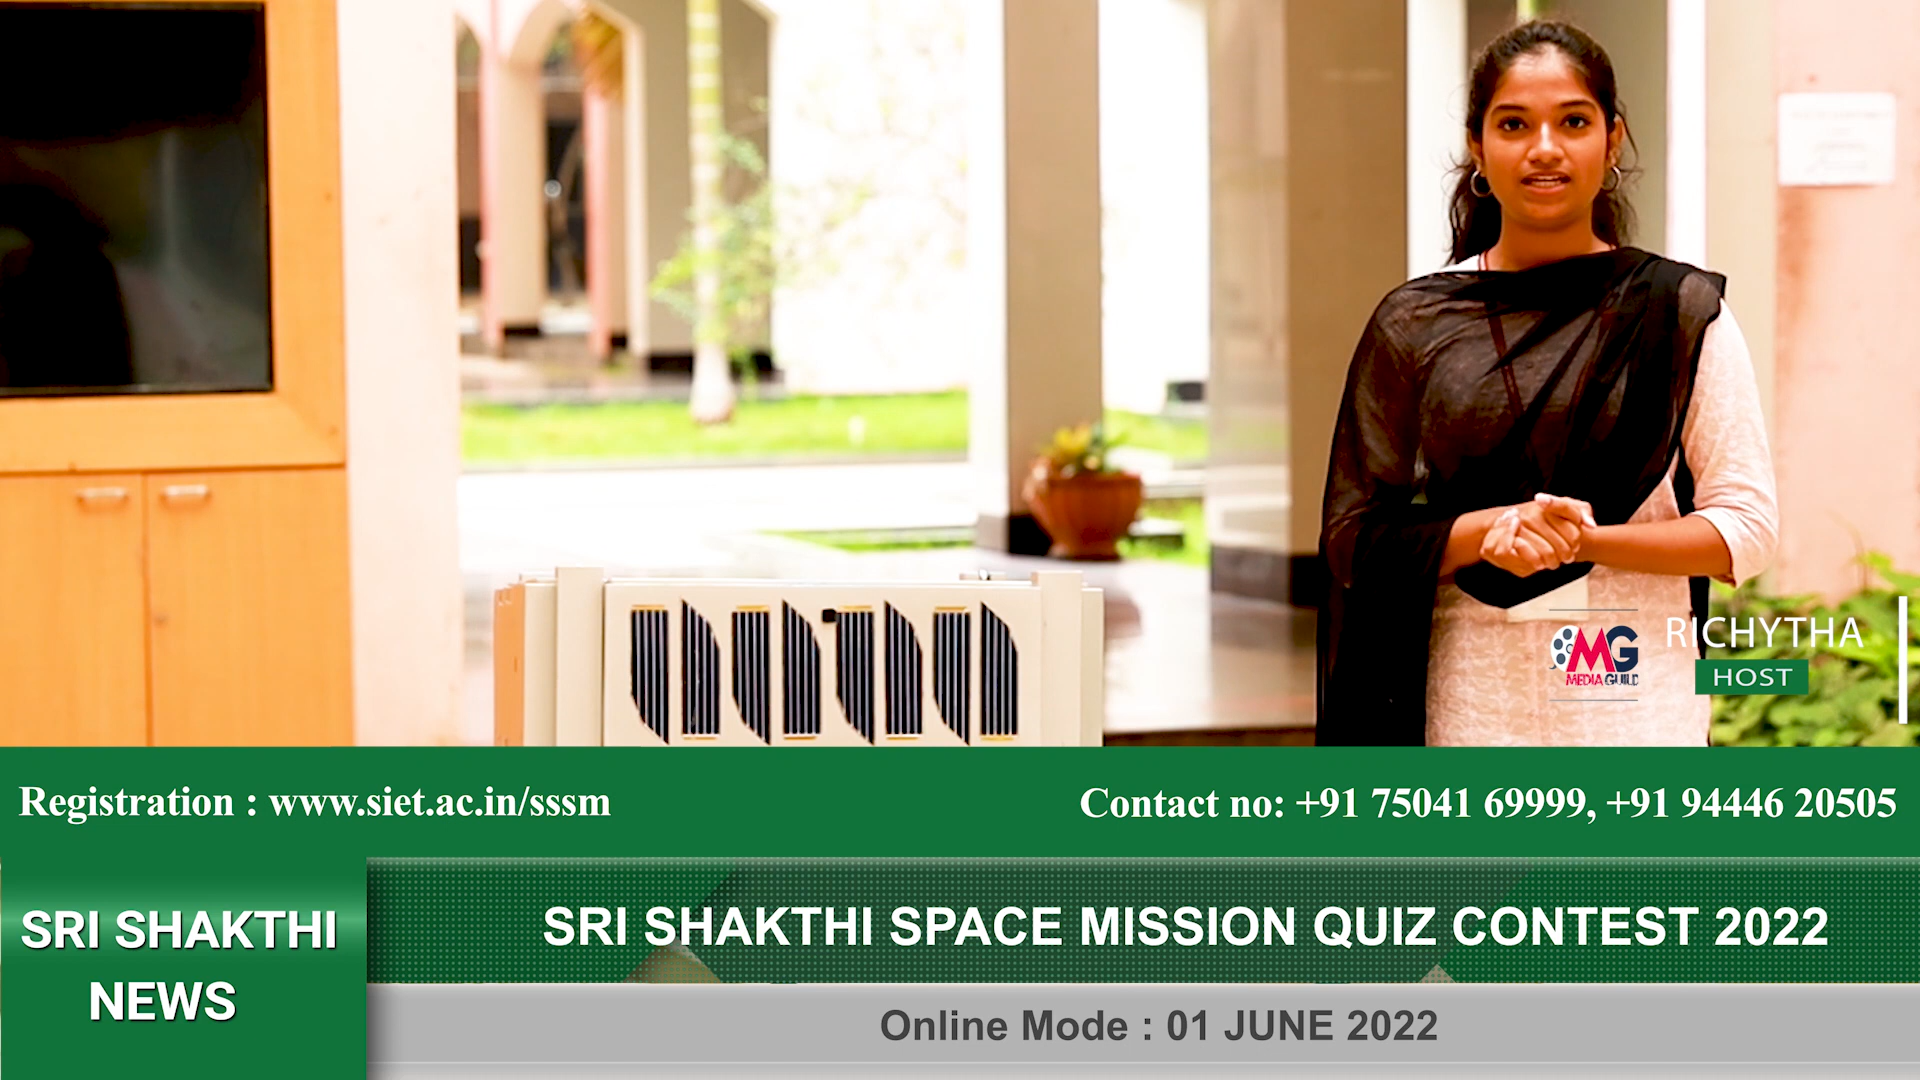 MG
MEDIA GUILD
RICHYTHA
HOST
Registration : www.siet.ac.in/sssm
Contact no: +91 75041 69999, +91 94446 20505
SRI SHAKTHI
NEWS
SRI SHAKTHI SPACE MISSION QUIZ CONTEST 2022
Online Mode : 01 JUNE 2022